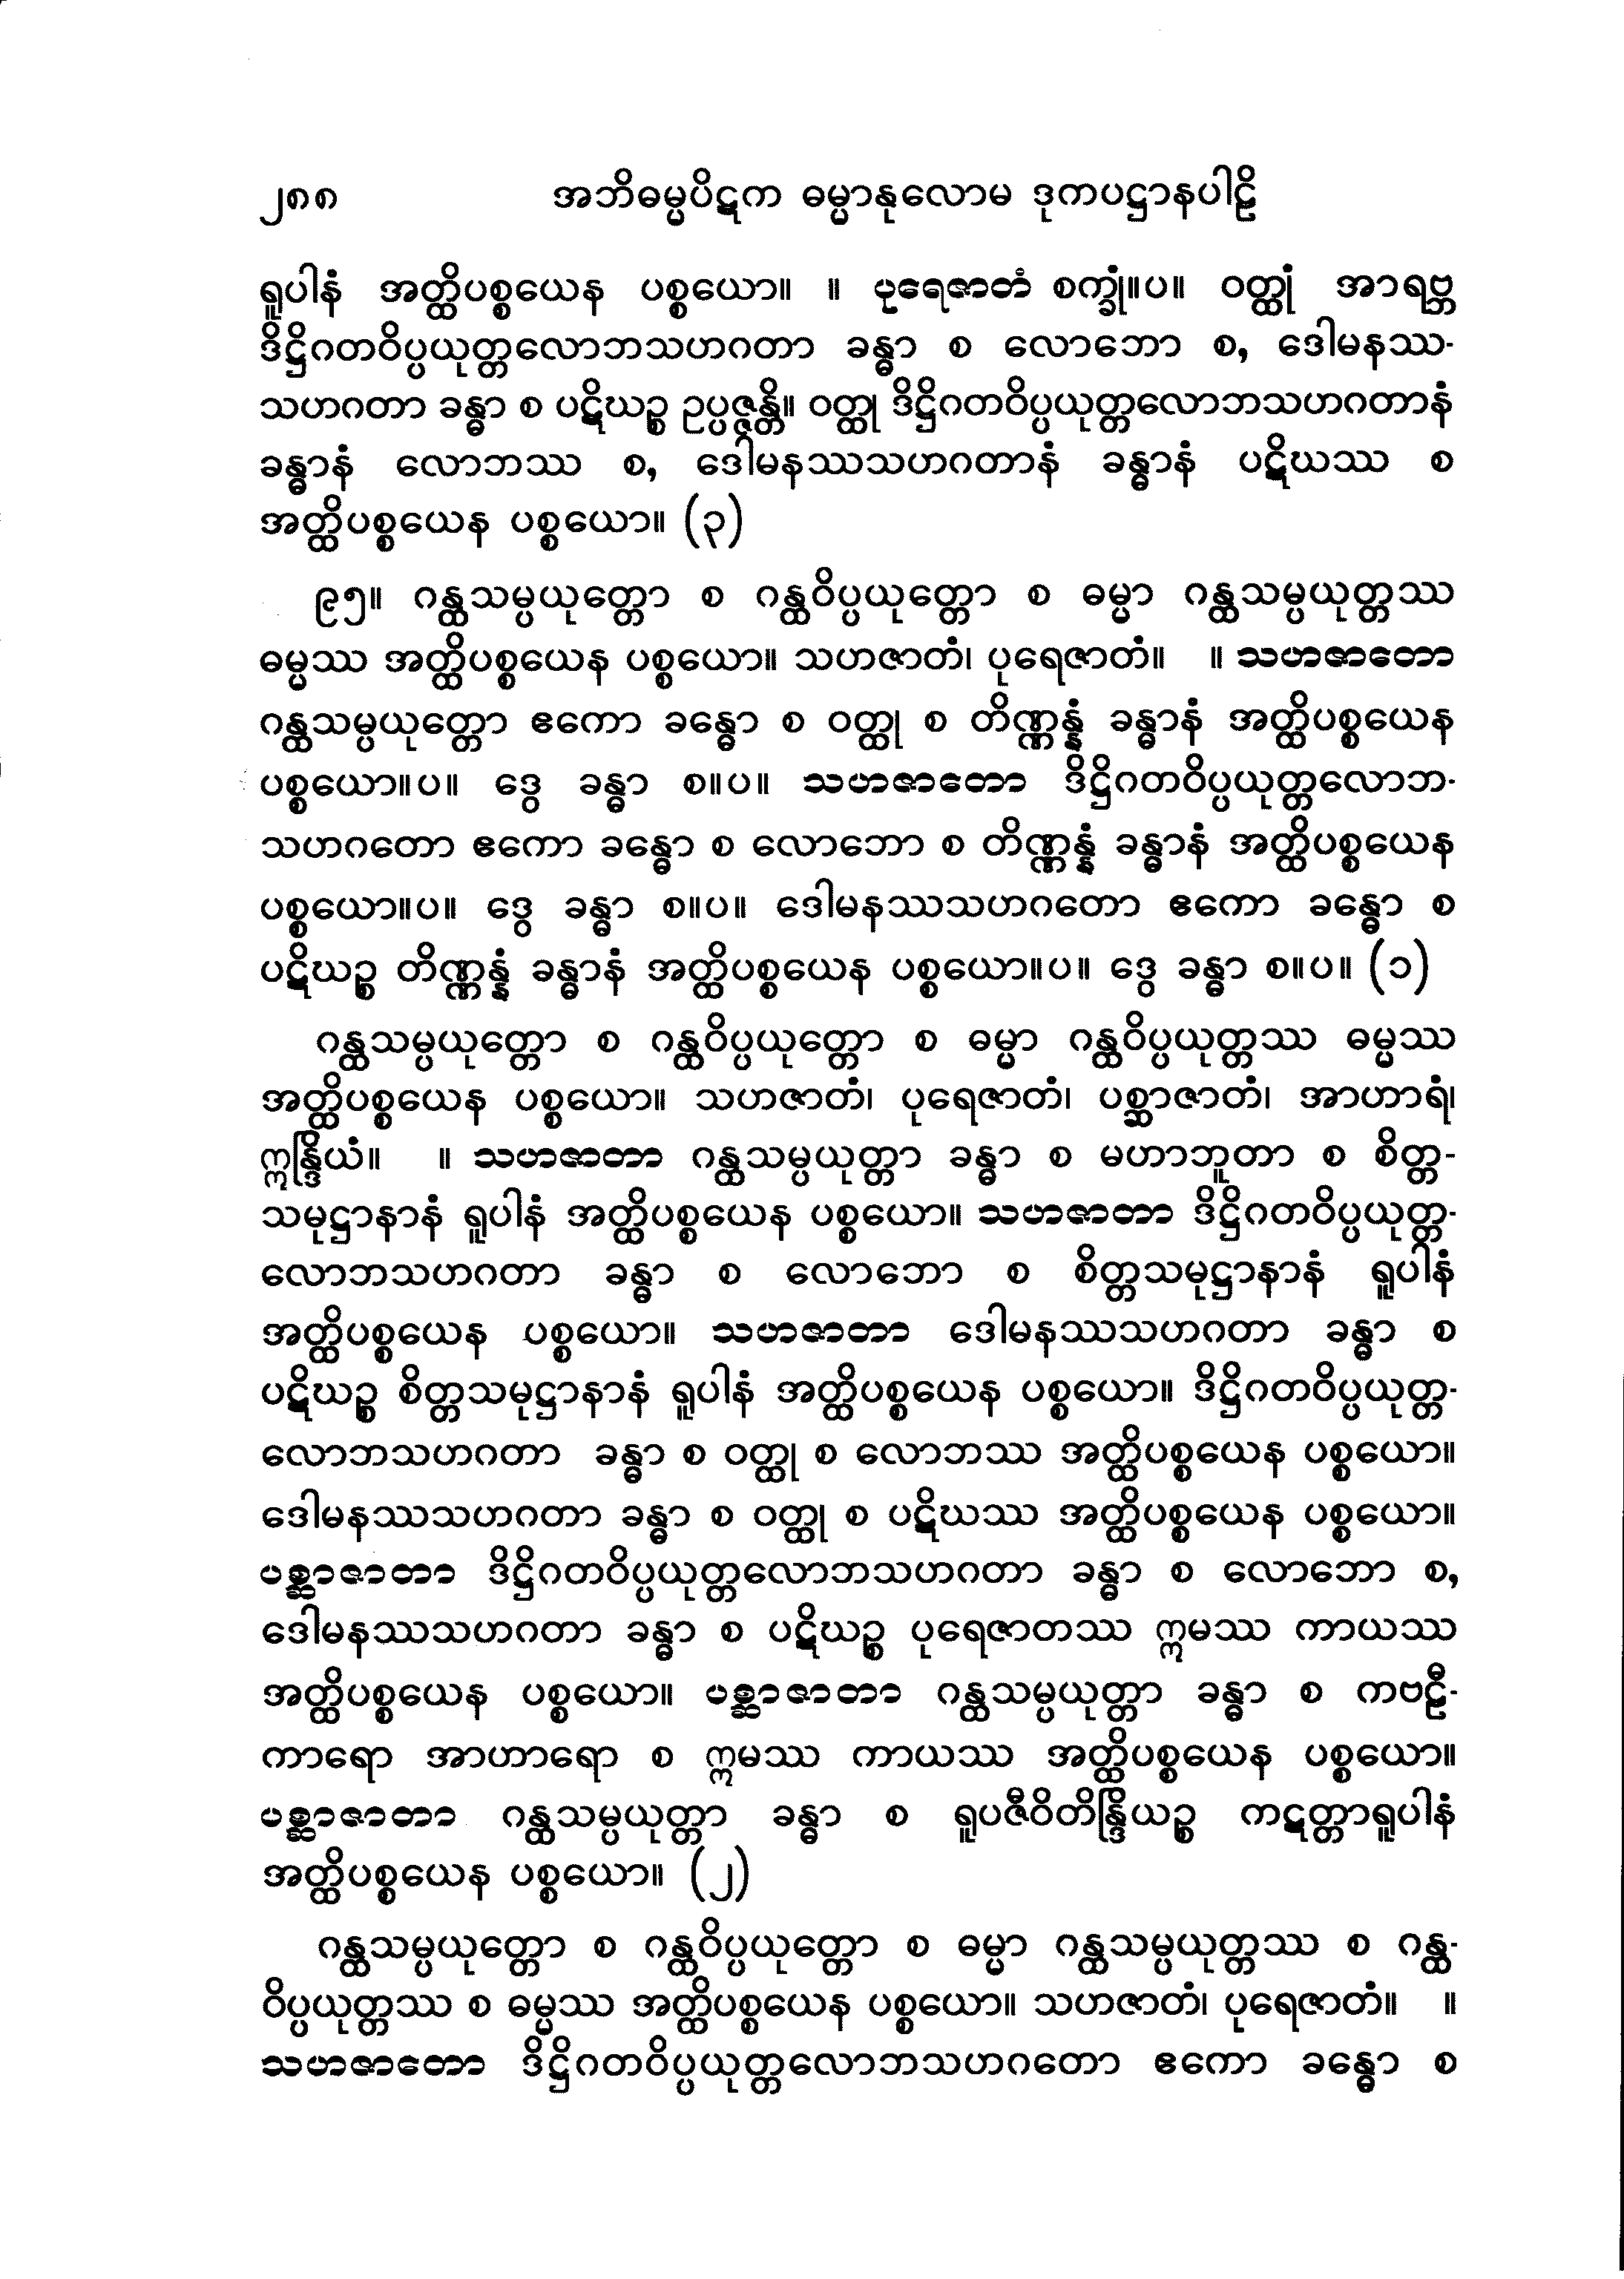 ၂၈၈ အဘိဓမ္မပိဋက ဓမ္မာနုလောမ ဒုကပဋ္ဌာနပါဠိ
ရူပါနံ အတ္ထိပစ္စယေန ပစ္စယော။ ။ ပုရေဇာတံ စက္ခုံ။ပ။ ဝတ္ထုံ အာရဗ္ဘ
ဒိဋ္ဌိဂတဝိပ္ပယုတ္တလောဘသဟဂတာ ခန္ဓာ စ လောဘော စ, ဒေါမနဿ-
သဟဂတာ ခန္ဓာ စ ပဋိဃဉ္စ ဥပ္ပဇ္ဇန္တိ။ ဝတ္ထု ဒိဋ္ဌိဂတဝိပ္ပယုတ္တလောဘသဟဂတာနံ
ခန္ဓာနံ လောဘဿ စ, ဒေါမနဿသဟဂတာနံ ခန္ဓာနံ ပဋိဃဿ စ
အတ္ထိပစ္စယေန ပစ္စယော။ (၃)
၉၅။ ဂန္ထသမ္ပယုတ္တော စ ဂန္ထဝိပ္ပယုတ္တော စ ဓမ္မာ ဂန္ထသမ္ပယုတ္တဿ
ဓမ္မဿ အတ္ထိပစ္စယေန ပစ္စယော။ သဟဇာတံ၊ ပုရေဇာတံ။ ။ သဟဇာတော
ဂန္ထသမ္ပယုတ္တော ဧကော ခန္ဓော စ ဝတ္ထု စ တိဏ္ဏန္နံ ခန္ဓာနံ အတ္ထိပစ္စယေန
ပစ္စယော။ပ။ ဒွေ ခန္ဓာ စ။ပ။ သဟဇာတော ဒိဋ္ဌိဂတဝိပ္ပယုတ္တလောဘ-
သဟဂတော ဧကော ခန္ဓော စ လောဘော စ တိဏ္ဏန္နံ ခန္ဓာနံ အတ္ထိပစ္စယေန
ပစ္စယော။ပ။ ဒွေ ခန္ဓာ စ။ပ။ ဒေါမနဿသဟဂတော ဧကော ခန္ဓော စ
ပဋိဃဉ္စ တိဏ္ဏန္နံ ခန္ဓာနံ အတ္ထိပစ္စယေန ပစ္စယော။ပ။ ဒွေ ခန္ဓာ စ။ပ။ (၁)
ဂန္ထသမ္ပယုတ္တော စ ဂန္ထဝိပ္ပယုတ္တော စ ဓမ္မာ ဂန္ထဝိပ္ပယုတ္တဿ ဓမ္မဿ
အတ္ထိပစ္စယေန ပစ္စယော။ သဟဇာတံ၊ ပုရေဇာတံ၊ ပစ္ဆာဇာတံ၊ အာဟာရံ၊
ဣန္ဒြိယံ။ ။ သဟဇာတာ ဂန္ထသမ္ပယုတ္တာ ခန္ဓာ စ မဟာဘူတာ စ စိတ္တ-
သမုဋ္ဌာနာနံ ရူပါနံ အတ္ထိပစ္စယေန ပစ္စယော။ သဟဇာတာ ဒိဋ္ဌိဂတဝိပ္ပယုတ္တ-
လောဘသဟဂတာ ခန္ဓာ စ လောဘော စ စိတ္တသမုဋ္ဌာနာနံ ရူပါနံ
အတ္ထိပစ္စယေန ပစ္စယော။ သဟဇာတာ ဒေါမနဿသဟဂတာ ခန္ဓာ စ
ပဋိဃဉ္စ စိတ္တသမုဋ္ဌာနာနံ ရူပါနံ အတ္ထိပစ္စယေန ပစ္စယော။ ဒိဋ္ဌိဂတဝိပ္ပယုတ္တ-
လောဘသဟဂတာ ခန္ဓာ စ ဝတ္ထု စ လောဘဿ အတ္ထိပစ္စယေန ပစ္စယော။
ဒေါမနဿသဟဂတာ ခန္ဓာ စ ဝတ္ထု စ ပဋိဃဿ အတ္ထိပစ္စယေန ပစ္စယော။
ပစ္ဆာဇာတာ ဒိဋ္ဌိဂတဝိပ္ပယုတ္တလောဘသဟဂတာ ခန္ဓာ စ လောဘော စ,
ဒေါမနဿသဟဂတာ ခန္ဓာ စ ပဋိဃဉ္စ ပုရေဇာတဿ ဣမဿ ကာယဿ
အတ္ထိပစ္စယေန ပစ္စယော။ ပစ္ဆာဇာတာ ဂန္ထသမ္ပယုတ္တာ ခန္ဓာ စ ကဗဠီ-
ကာရော အာဟာရော စ ဣမဿ ကာယဿ အတ္ထိပစ္စယေန ပစ္စယော။
ပစ္ဆာဇာတာ ဂန္ထသမ္ပယုတ္တာ ခန္ဓာ စ ရူပဇီဝိတိန္ဒြိယဉ္စ ကဋတ္တာရူပါနံ
အတ္ထိပစ္စယေန ပစ္စယော။ (၂)
ဂန္ထသမ္ပယုတ္တော စ ဂန္ထဝိပ္ပယုတ္တော စ ဓမ္မာ ဂန္ထသမ္ပယုတ္တဿ စ ဂန္ထ-
ဝိပ္ပယုတ္တဿ စ ဓမ္မဿ အတ္ထိပစ္စယေန ပစ္စယော။ သဟဇာတံ၊ ပုရေဇာတံ။ ။
သဟဇာတော ဒိဋ္ဌိဂတဝိပ္ပယုတ္တလောဘသဟဂတော ဧကော ခန္ဓော စ